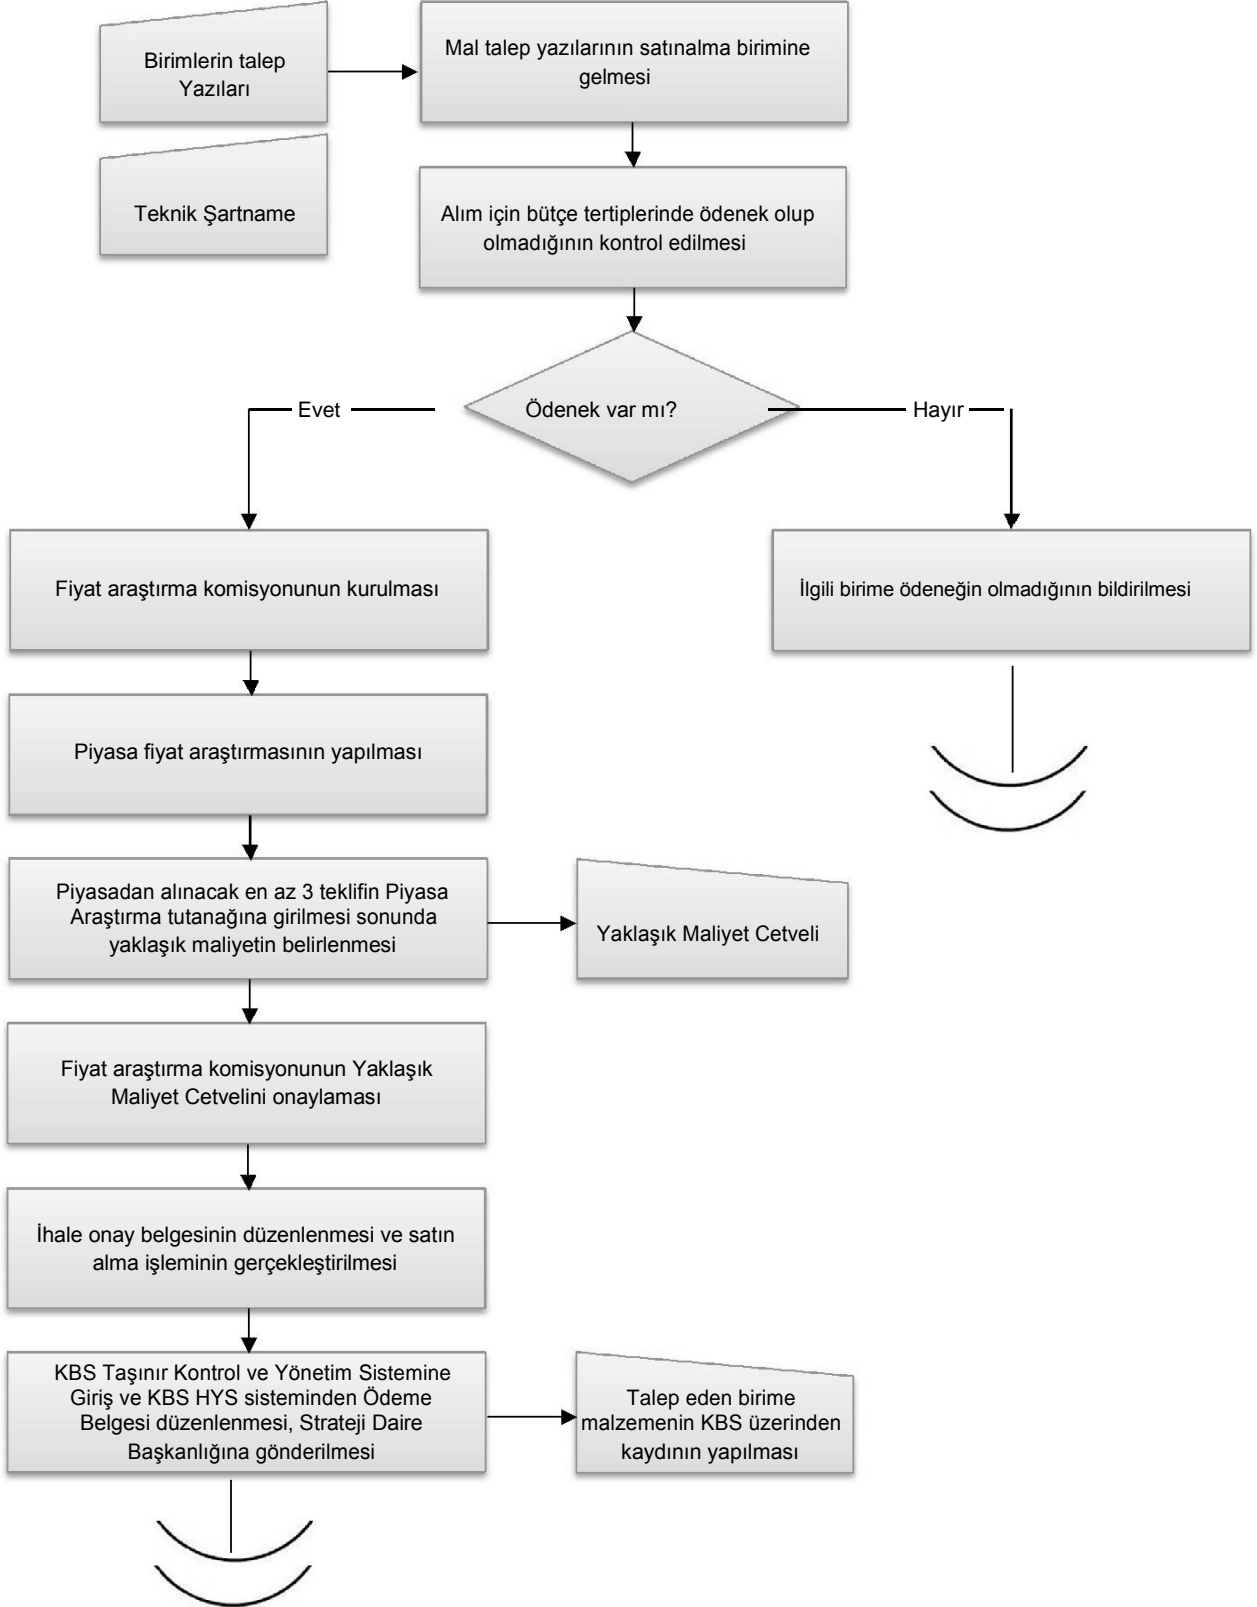 Birimlerin talep
Yazıları
Mal talep yazılarının satınalma birimine
gelmesi
Teknik Şartname
Alım için bütçe tertiplerinde ödenek olup
olmadığının kontrol edilmesi
Evet
Ödenek var mı?
Hayır
Fiyat araştırma komisyonunun kurulması
İlgili birime ödeneğin olmadığının bildirilmesi
Piyasa fiyat araştırmasının yapılması
Piyasadan alınacak en az 3 teklifin Piyasa
Araştırma tutanağına girilmesi sonunda
yaklaşık maliyetin belirlenmesi
Yaklaşık Maliyet Cetveli
Fiyat araştırma komisyonunun Yaklaşık
Maliyet Cetvelini onaylaması
İhale onay belgesinin düzenlenmesi ve satın
alma işleminin gerçekleştirilmesi
KBS Taşınır Kontrol ve Yönetim Sistemine
Giriş ve KBS HYS sisteminden Ödeme
Belgesi düzenlenmesi, Strateji Daire
Başkanlığına gönderilmesi
Talep eden birime
malzemenin KBS üzerinden
kaydının yapılması